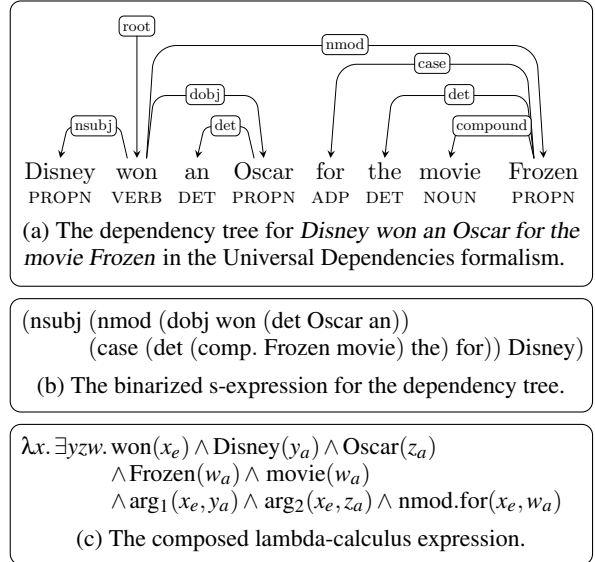 root
nmod
case
dobj
det
nsubj
det
compound
Disney won an Oscar for the movie Frozen
PROPN VERB DET PROPN ADP DET NOUN PROPN
(a) The dependency tree for Disney won an Oscar for the
movie Frozen in the Universal Dependencies formalism.
(nsubj (nmod (dobj won (det Oscar an))
(case (det (comp. Frozen movie) the) for)) Disney)
(b) The binarized s-expression for the dependency tree.
λx. ∃yzw. won(x_e) ∧ Disney(y_a) ∧ Oscar(z_a)
∧ Frozen(w_a) ∧ movie(w_a)
∧ arg₁(x_e, y_a) ∧ arg₂(x_e, z_a) ∧ nmod.for(x_e, w_a)
(c) The composed lambda-calculus expression.